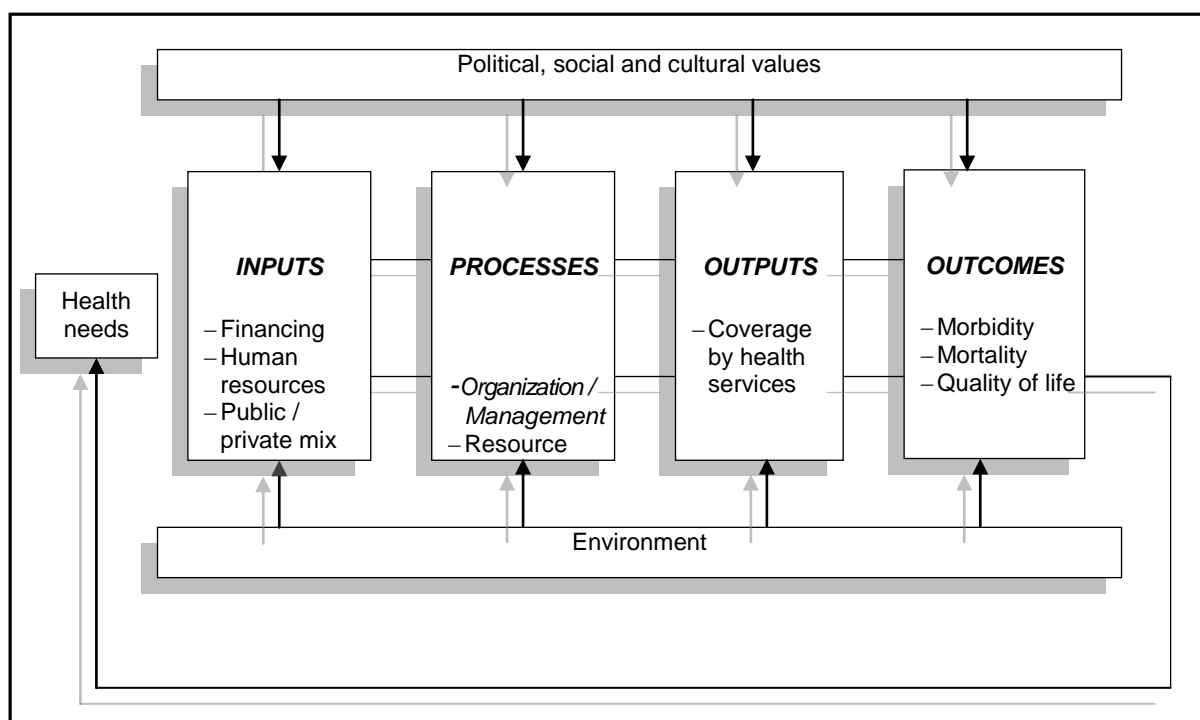 Political, social and cultural values
Health
needs
INPUTS
– Financing
– Human
resources
– Public /
private mix
PROCESSES
-Organization /
Management
– Resource
OUTPUTS
– Coverage
by health
services
OUTCOMES
– Morbidity
– Mortality
– Quality of life
Environment